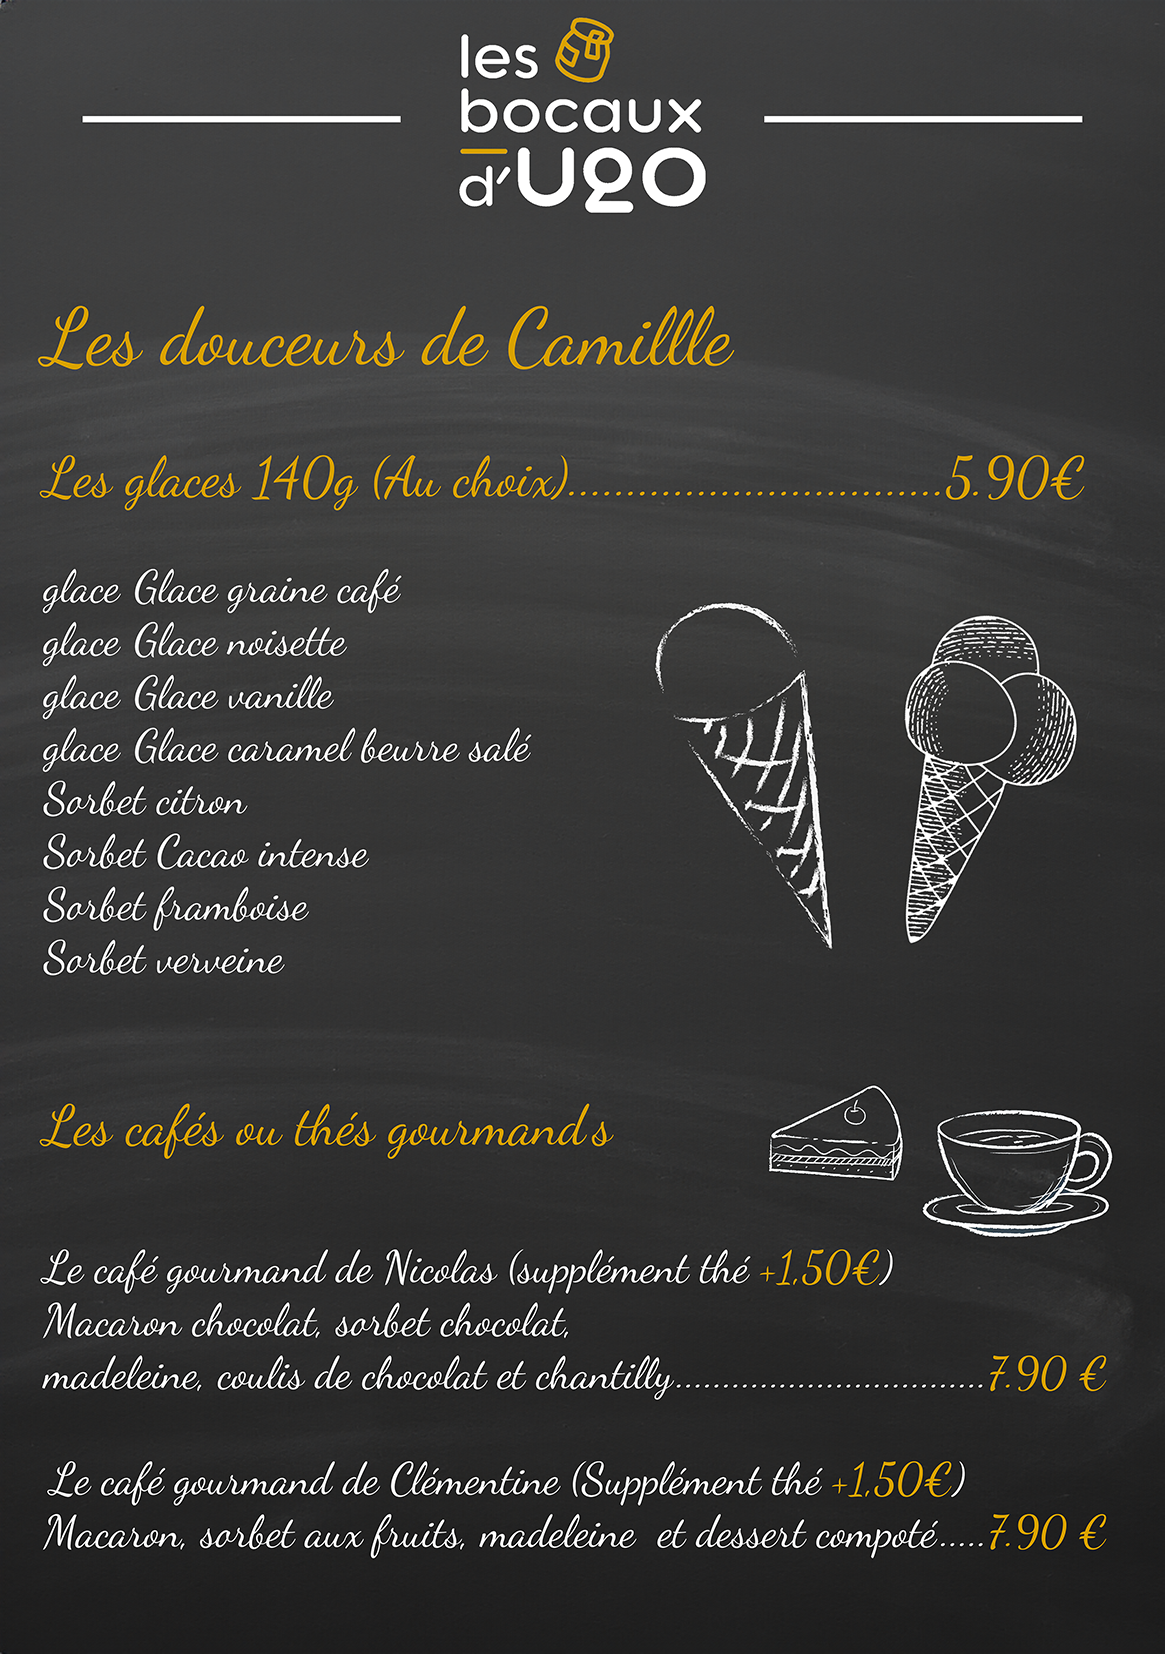 les
bocaux
d'Ugo
Les douceurs de Camillle
Les glaces 140g (Au choix)...............................5.90€
glace Glace graine café
glace Glace noisette
glace Glace vanille
glace Glace caramel beurre salé
Sorbet citron
Sorbet Cacao intense
Sorbet framboise
Sorbet verveine
Les cafés ou thés gourmands
Le café gourmand de Nicolas (supplément thé +1,50€)
Macaron chocolat, sorbet chocolat,
madeleine, coulis de chocolat et chantilly..............................7.90 €
Le café gourmand de Clémentine (Supplément thé +1,50€)
Macaron, sorbet aux fruits, madeleine et dessert compoté.....7.90 €